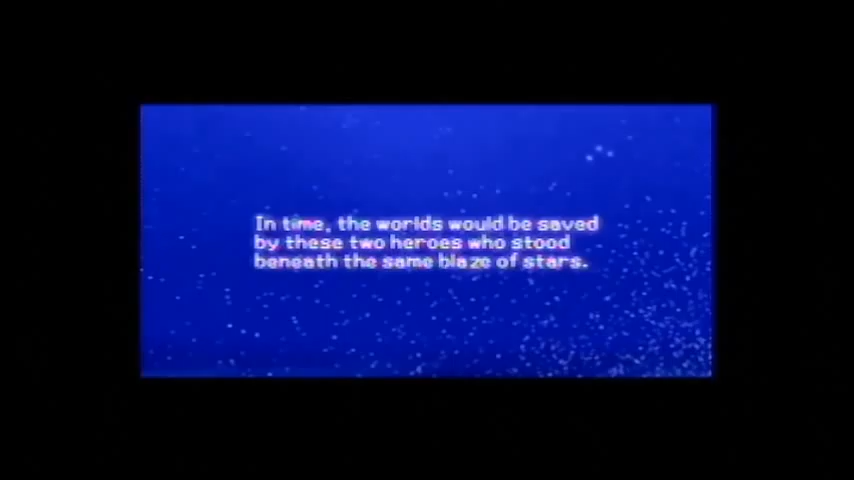 In time, the worlds would be saved
by these two heroes who stood
beneath the same blaze of stars.